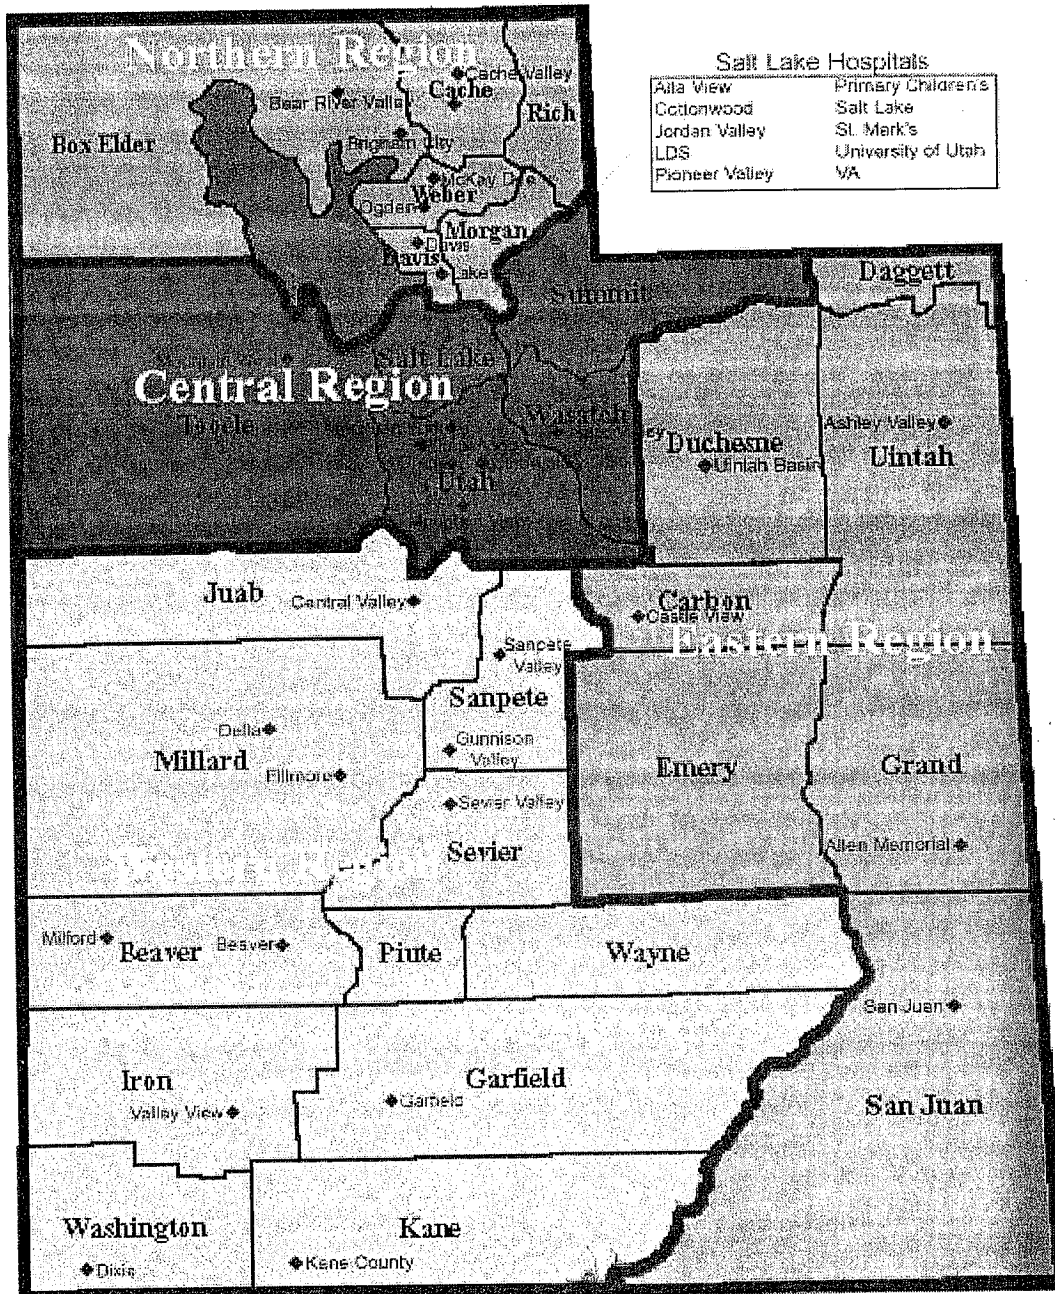 Northern Region
Salt Lake Hospitals
Alta View Primary Children's
Cottonwood Salt Lake
Jordan Valley St. Mark's
LDS University of Utah
Pioneer Valley VA
Cache Valley
Cache
Bear River Valle
Rich
Box Elder
Brigham City
McKay Dee
Weber
Ogden
Morgan
Davis
Davis
Lake
Daggett
Summit
Salt Lake
Central Region
Tooele
Wasatch
ey
Duchesne
Ashley Valley
Uintah
Uintah Basin
Utah
Juab
Central Valley
Carbon
Castle View
Eastern Region
Sanpete
Valley
Sanpete
Delta
Gunnison
Valley
Millard
Fillmore
Emery
Grand
Sevier Valley
Sevier
Allen Memorial
Milford
Beaver
Beaver
Piute
Wayne
San Juan
Iron
Valley View
Garfield
Garfield
San Juan
Washington
Kane
Dixie
Kane County